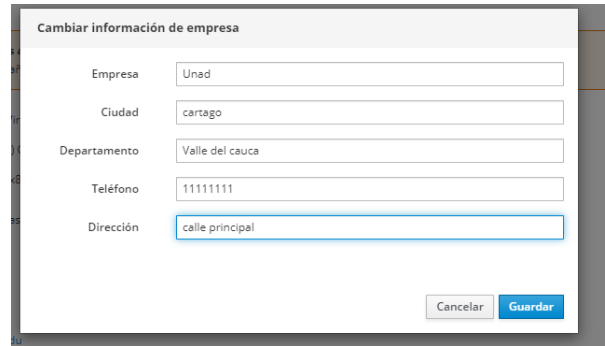 Cambiar información de empresa
Empresa Unad
Ciudad cartago
Departamento Valle del cauca
Teléfono 11111111
Dirección calle principal
Cancelar Guardar